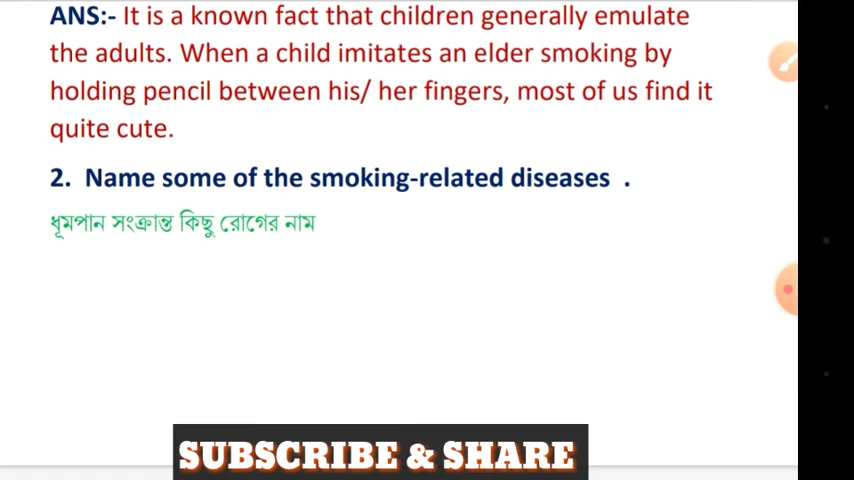 ANS:- It is a known fact that children generally emulate
the adults. When a child imitates an elder smoking by
holding pencil between his/ her fingers, most of us find it
quite cute.
2. Name some of the smoking-related diseases .
ধূমপান সংক্রান্ত কিছু রোগের নাম
SUBSCRIBE & SHARE